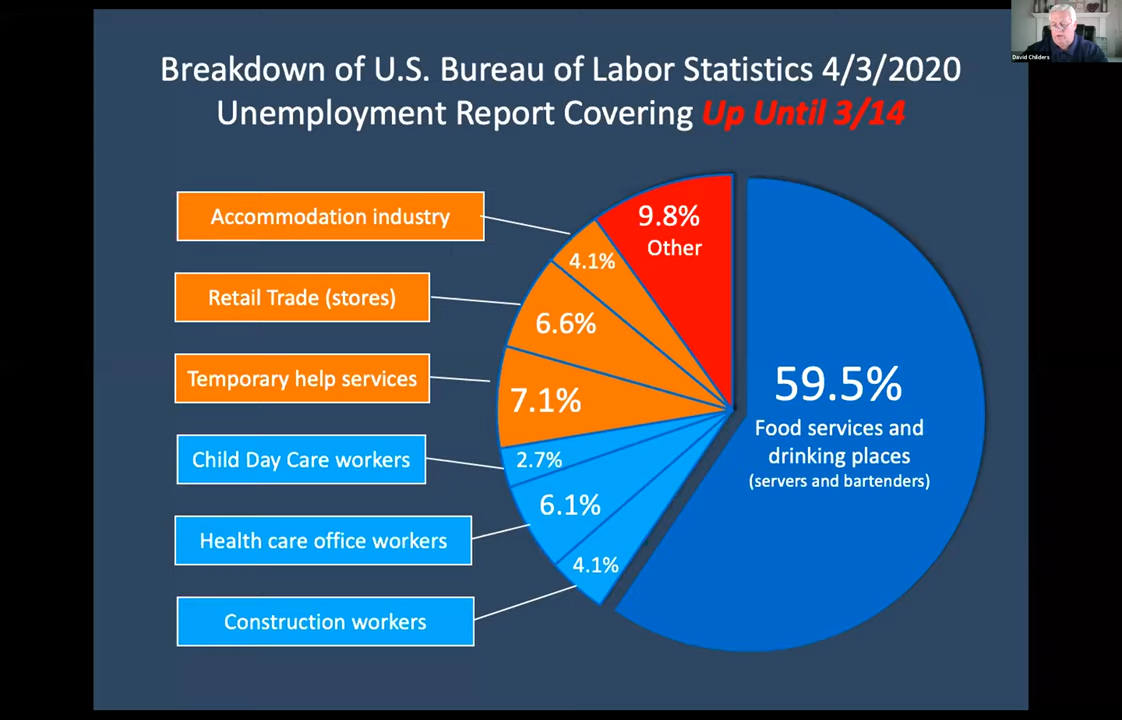 Breakdown of U.S. Bureau of Labor Statistics 4/3/2020
Unemployment Report Covering Up Until 3/14
David Childers
Accommodation industry
Retail Trade (stores)
Temporary help services
Child Day Care workers
Health care office workers
Construction workers
9.8%
Other
4.1%
6.6%
7.1%
2.7%
6.1%
4.1%
59.5%
Food services and
drinking places
(servers and bartenders)